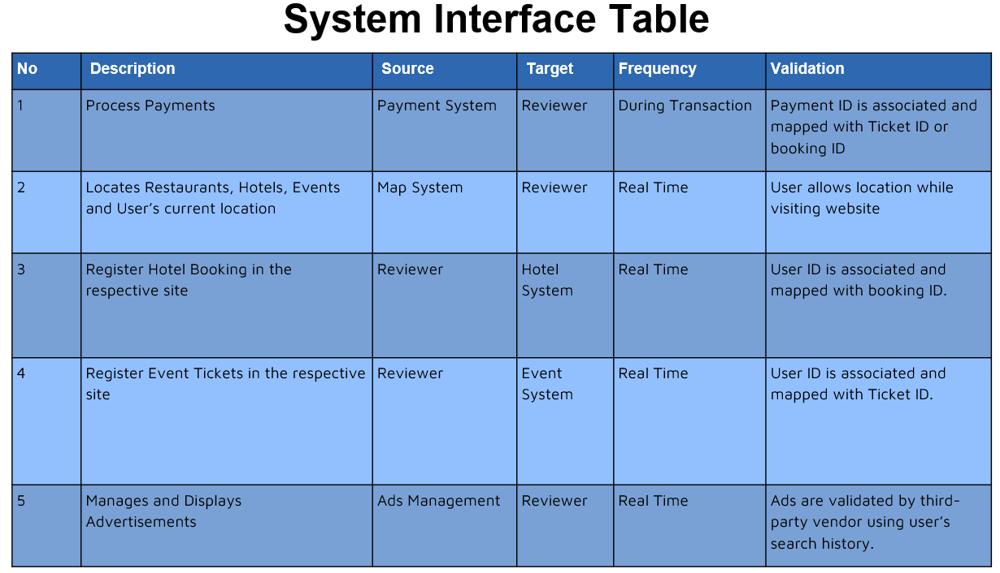 System Interface Table
No Description Source Target Frequency Validation
1 Process Payments Payment System Reviewer During Transaction Payment ID is associated and
mapped with Ticket ID or
booking ID
2 Locates Restaurants, Hotels, Events Map System Reviewer Real Time User allows location while
and User’s current location visiting website
3 Register Hotel Booking in the Reviewer Hotel Real Time User ID is associated and
respective site System mapped with booking ID.
4 Register Event Tickets in the respective Reviewer Event Real Time User ID is associated and
site System mapped with Ticket ID.
5 Manages and Displays Ads Management Reviewer Real Time Ads are validated by third-
Advertisements party vendor using user’s
search history.